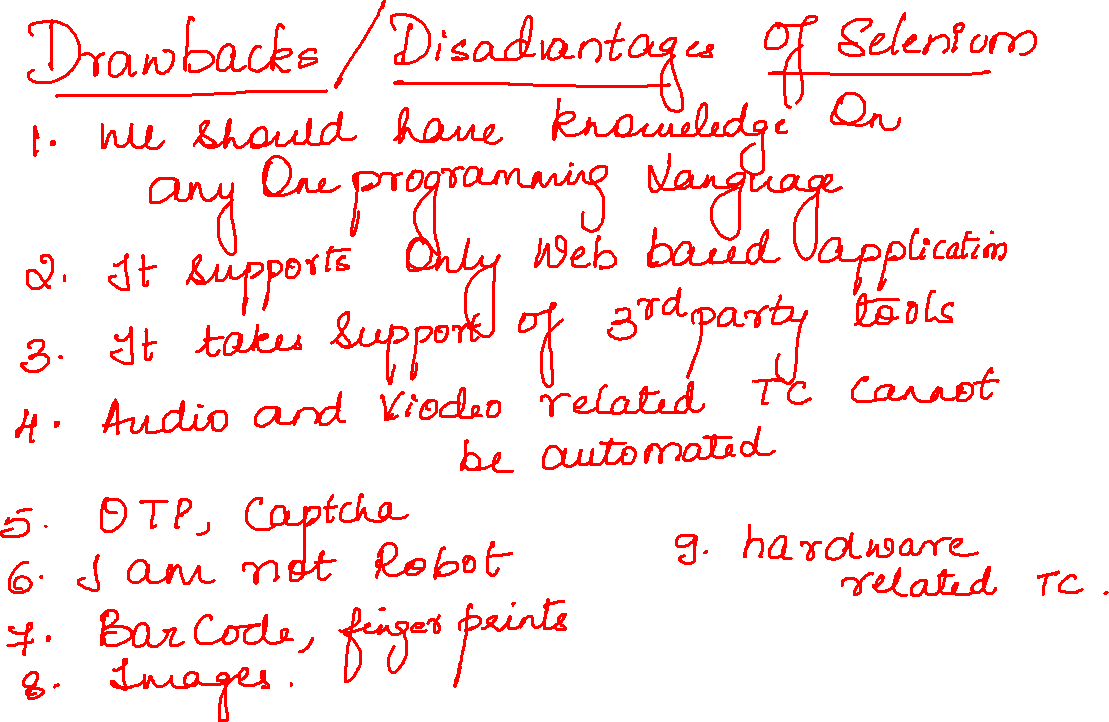 Drawbacks / Disadvantages of Selenium
1. We should have knowledge On
any One programming Language
2. It supports Only Web based application
3. It takes Support of 3rd party tools
4. Audio and Viodeo related TC Cannot
be automated
5. OTP, Captcha
6. I am not Robot
7. BarCode, finger prints
8. Images.
9. hardware
related TC.